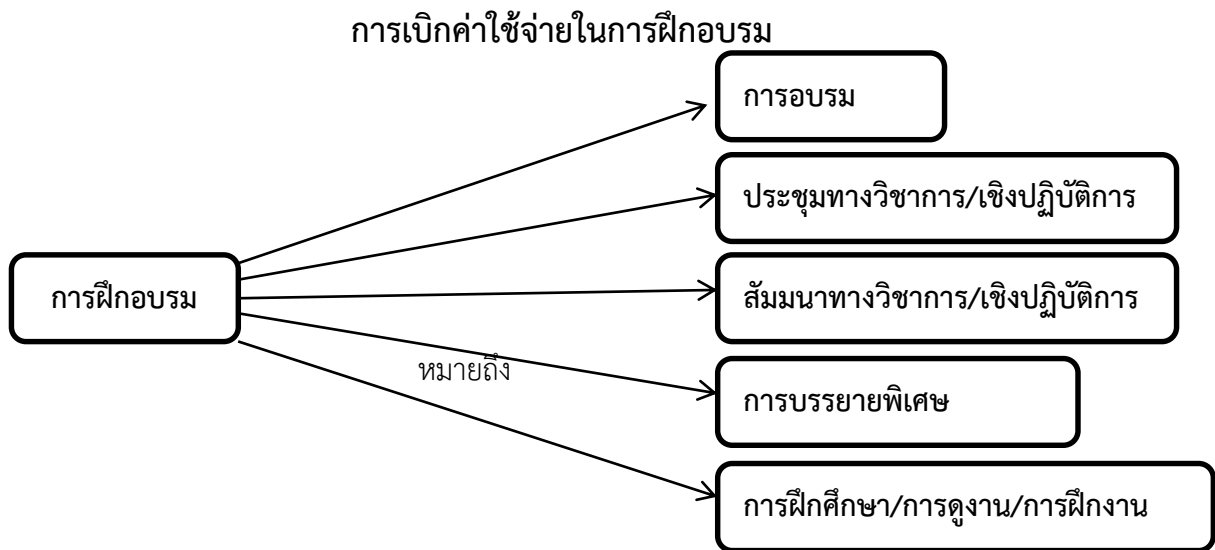 การเบิกค่าใช้จ่ายในการฝึกอบรม
การอบรม
ประชุมทางวิชาการ/เชิงปฏิบัติการ
การฝึกอบรม
สัมมนาทางวิชาการ/เชิงปฏิบัติการ
หมายถึง
การบรรยายพิเศษ
การฝึกศึกษา/การดูงาน/การฝึกงาน